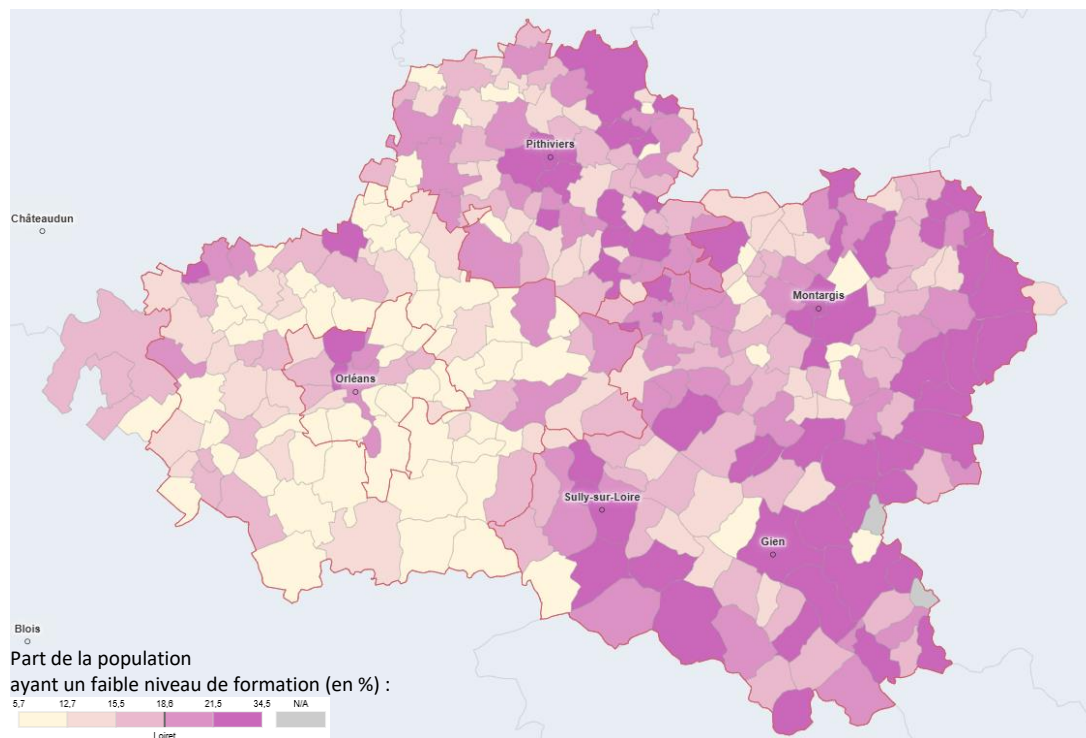 Pithiviers
Châteaudun
Montargis
Orléans
Sully-sur-Loire
Gien
Blois
Part de la population
ayant un faible niveau de formation (en %) :
5,7 12,7 15,5 18,6 21,5 34,5 N/A
Loiret